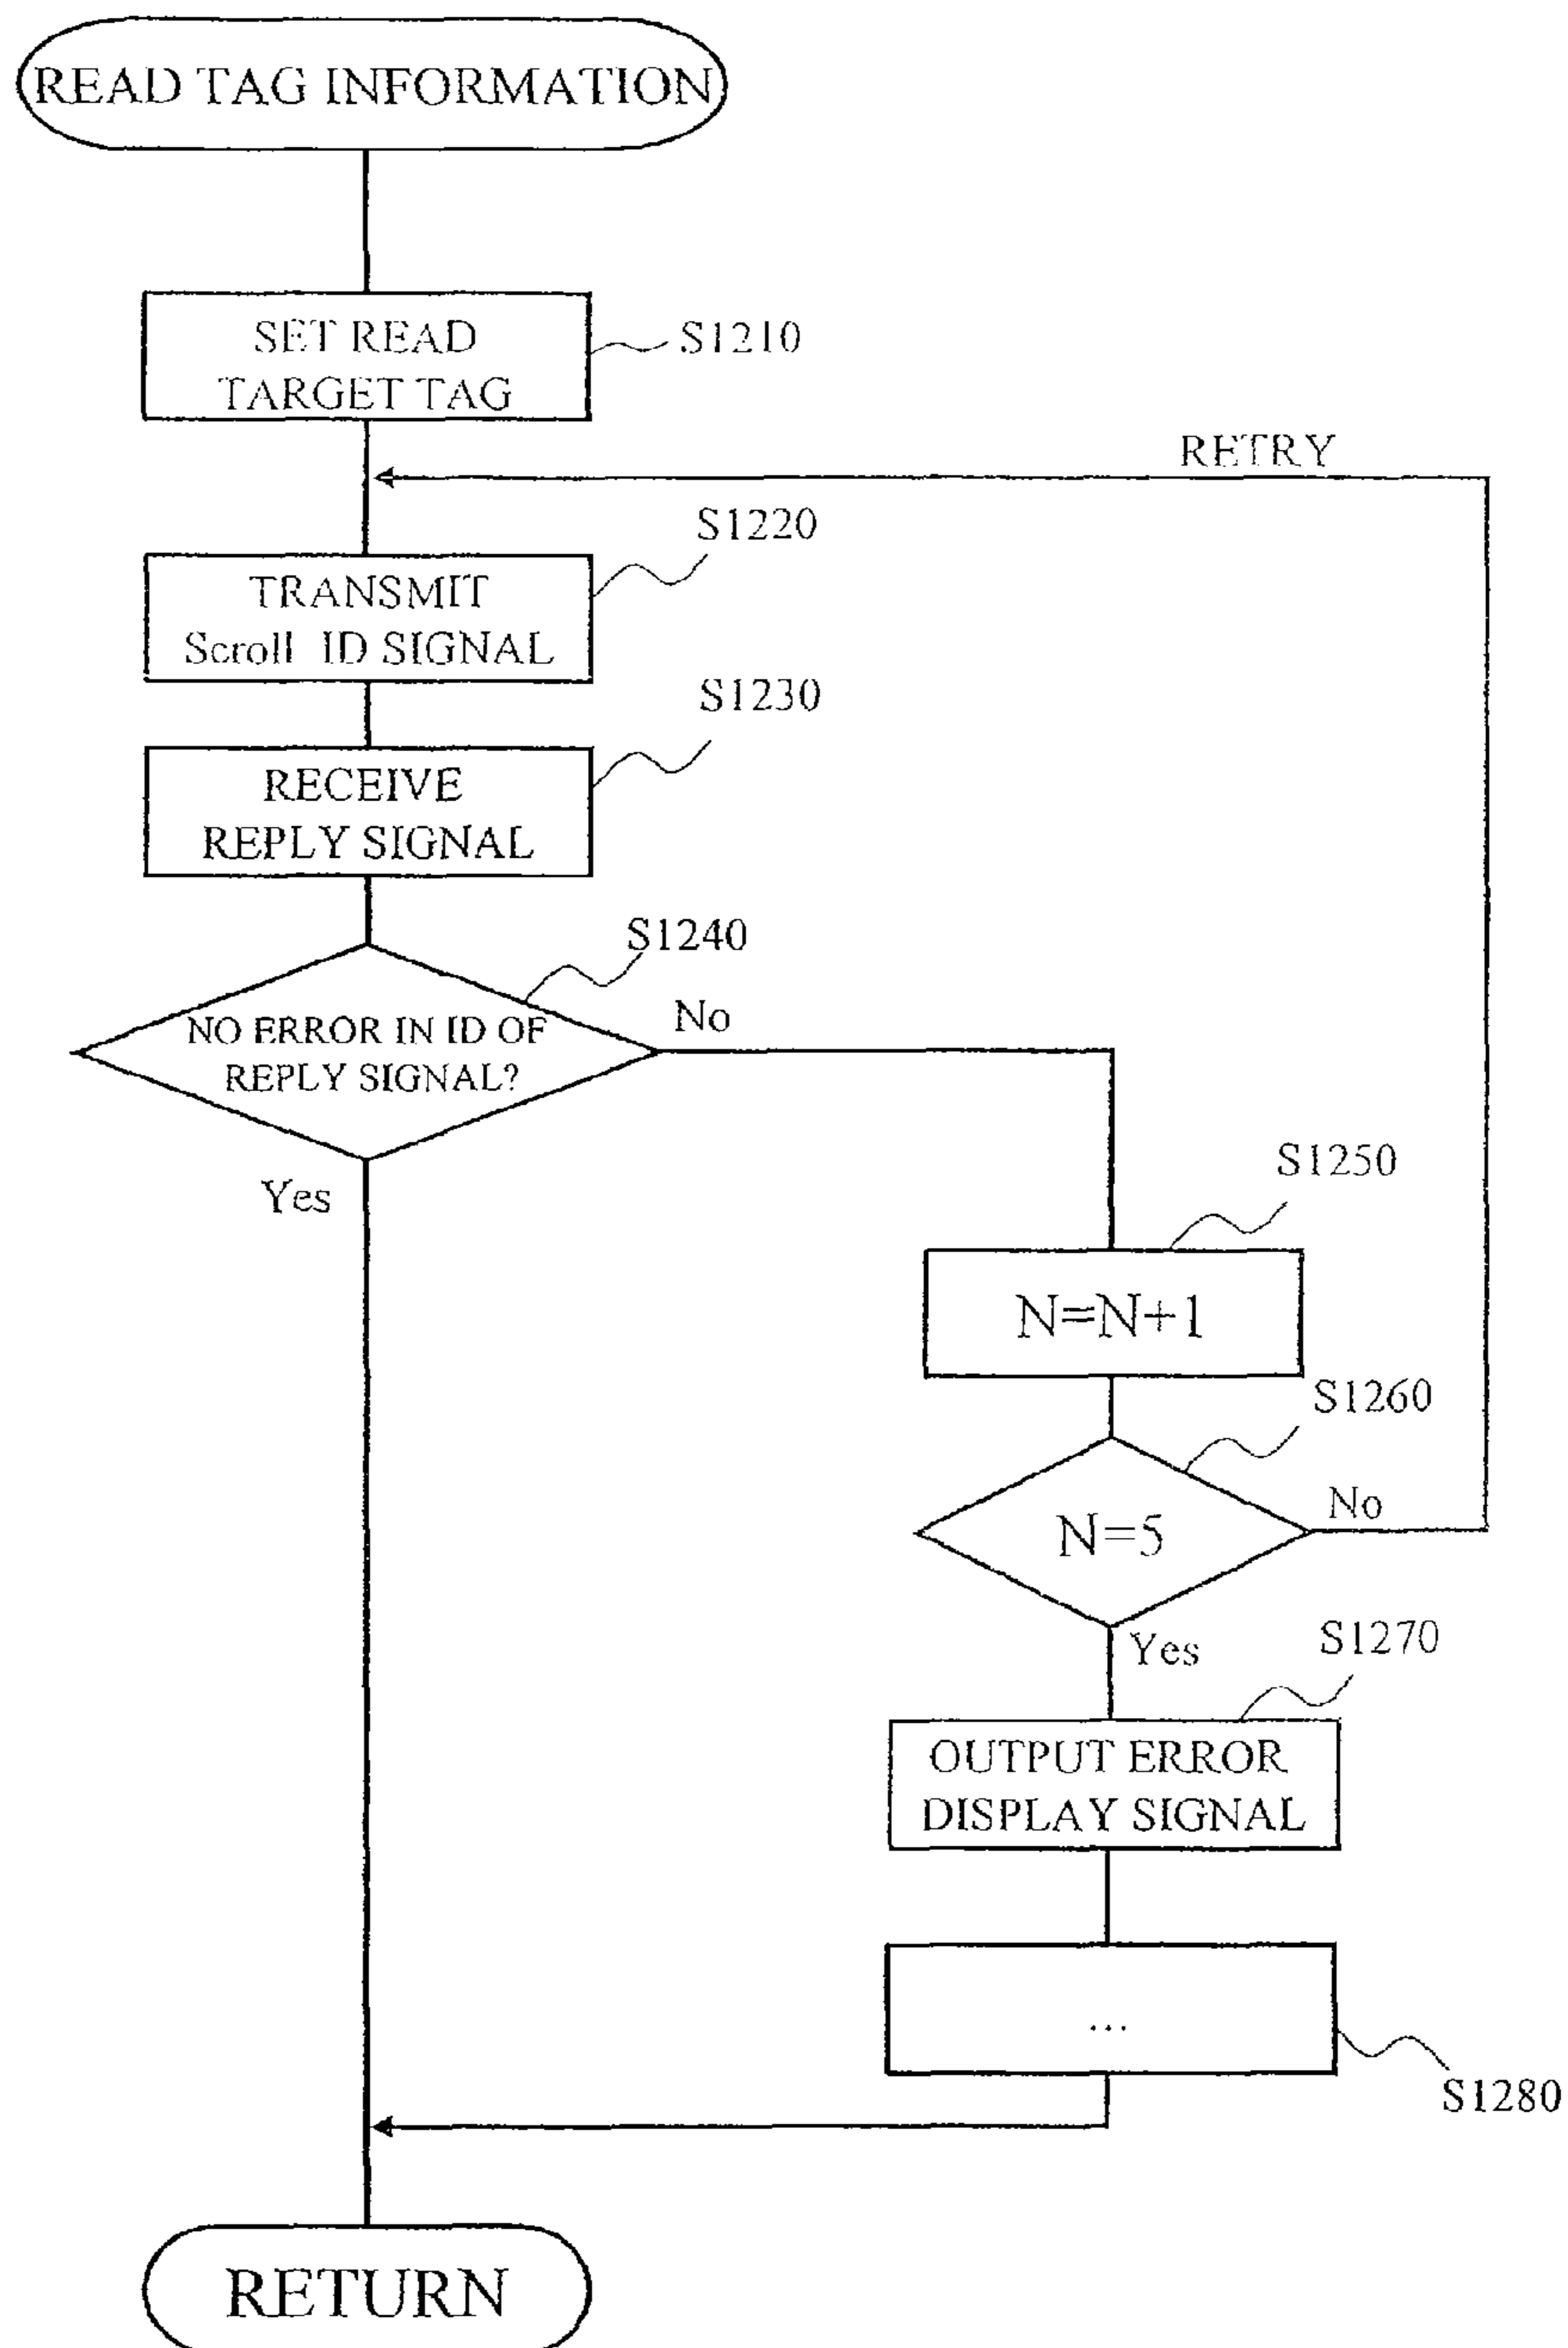 READ TAG INFORMATION
SET READ
TARGET TAG
S1210
RETRY
S1220
TRANSMIT
Scroll ID SIGNAL
S1230
RECEIVE
REPLY SIGNAL
S1240
NO ERROR IN ID OF
REPLY SIGNAL?
No
Yes
S1250
N=N+1
S1260
N=5
No
Yes
S1270
OUTPUT ERROR
DISPLAY SIGNAL
...
S1280
RETURN